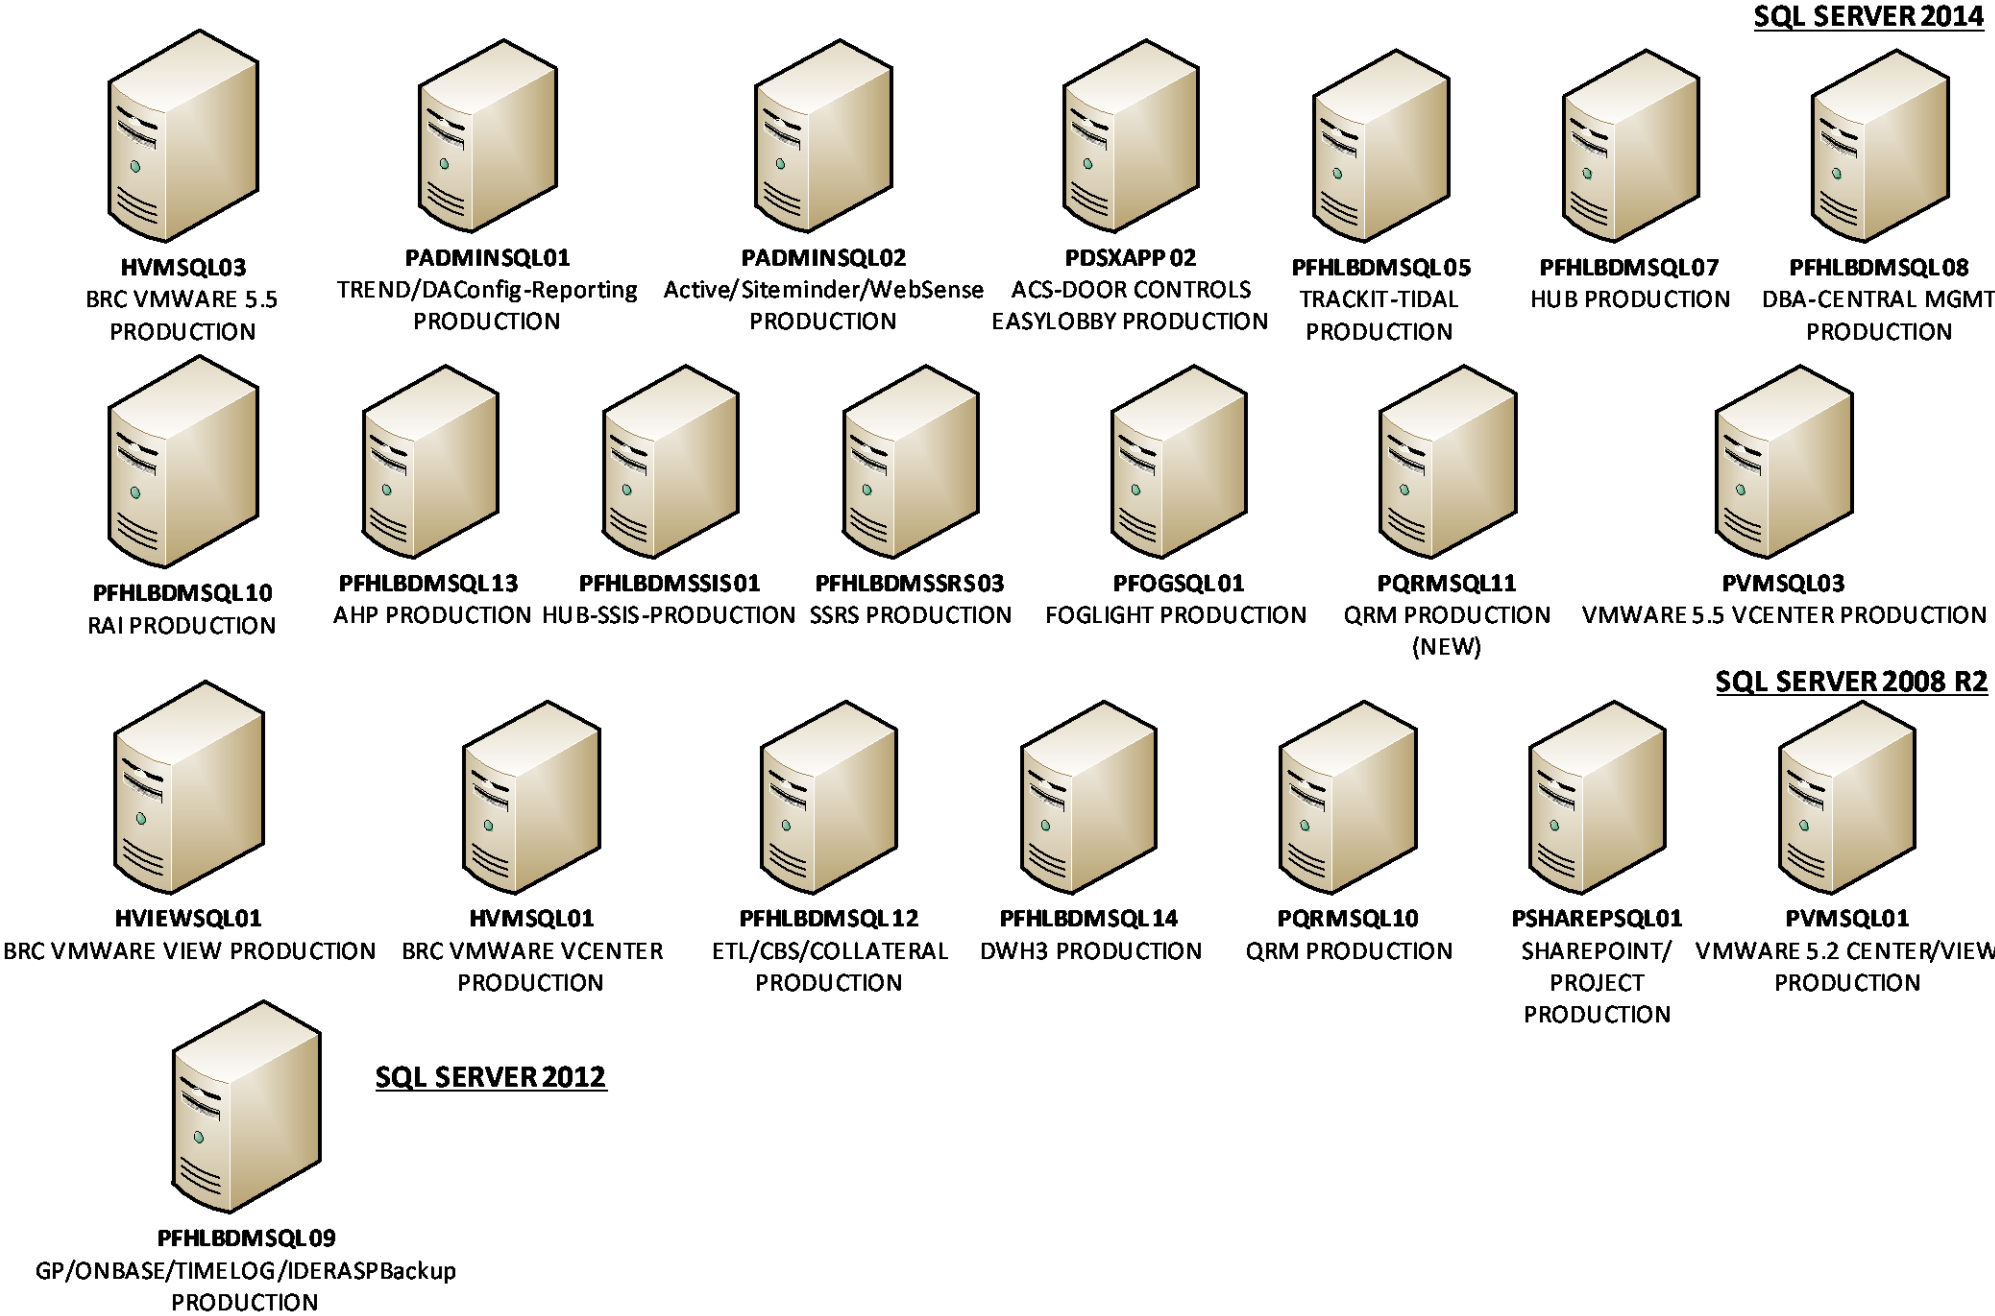 SQL SERVER 2014
HVMSQL03
BRC VMWARE 5.5
PRODUCTION
PADMINSQL01
TREND/DAConfig-Reporting
PRODUCTION
PADMINSQL02
Active/Siteminder/WebSense
PRODUCTION
PDSXAPP02
ACS-DOOR CONTROLS
EASYLOBBY PRODUCTION
PFHLBDMSQL05
TRACKIT-TIDAL
PRODUCTION
PFHLBDMSQL07
HUB PRODUCTION
PFHLBDMSQL08
DBA-CENTRAL MGMT
PRODUCTION
PFHLBDMSQL10
RAI PRODUCTION
PFHLBDMSQL13
AHP PRODUCTION
PFHLBDMSSIS01
HUB-SSIS-PRODUCTION
PFHLBDMSSRS03
SSRS PRODUCTION
PFOGSQL01
FOGLIGHT PRODUCTION
PQRMSQL11
QRM PRODUCTION
(NEW)
PVMSQL03
VMWARE 5.5 VCENTER PRODUCTION
SQL SERVER 2008 R2
HVIEWSQL01
BRC VMWARE VIEW PRODUCTION
HVMSQL01
BRC VMWARE VCENTER
PRODUCTION
PFHLBDMSQL12
ETL/CBS/COLLATERAL
PRODUCTION
PFHLBDMSQL14
DWH3 PRODUCTION
PQRMSQL10
QRM PRODUCTION
PSHAREPSQL01
SHAREPOINT/
PROJECT
PRODUCTION
PVMSQL01
VMWARE 5.2 CENTER/VIEW
PRODUCTION
SQL SERVER 2012
PFHLBDMSQL09
GP/ONBASE/TIMELOG/IDERASPBackup
PRODUCTION